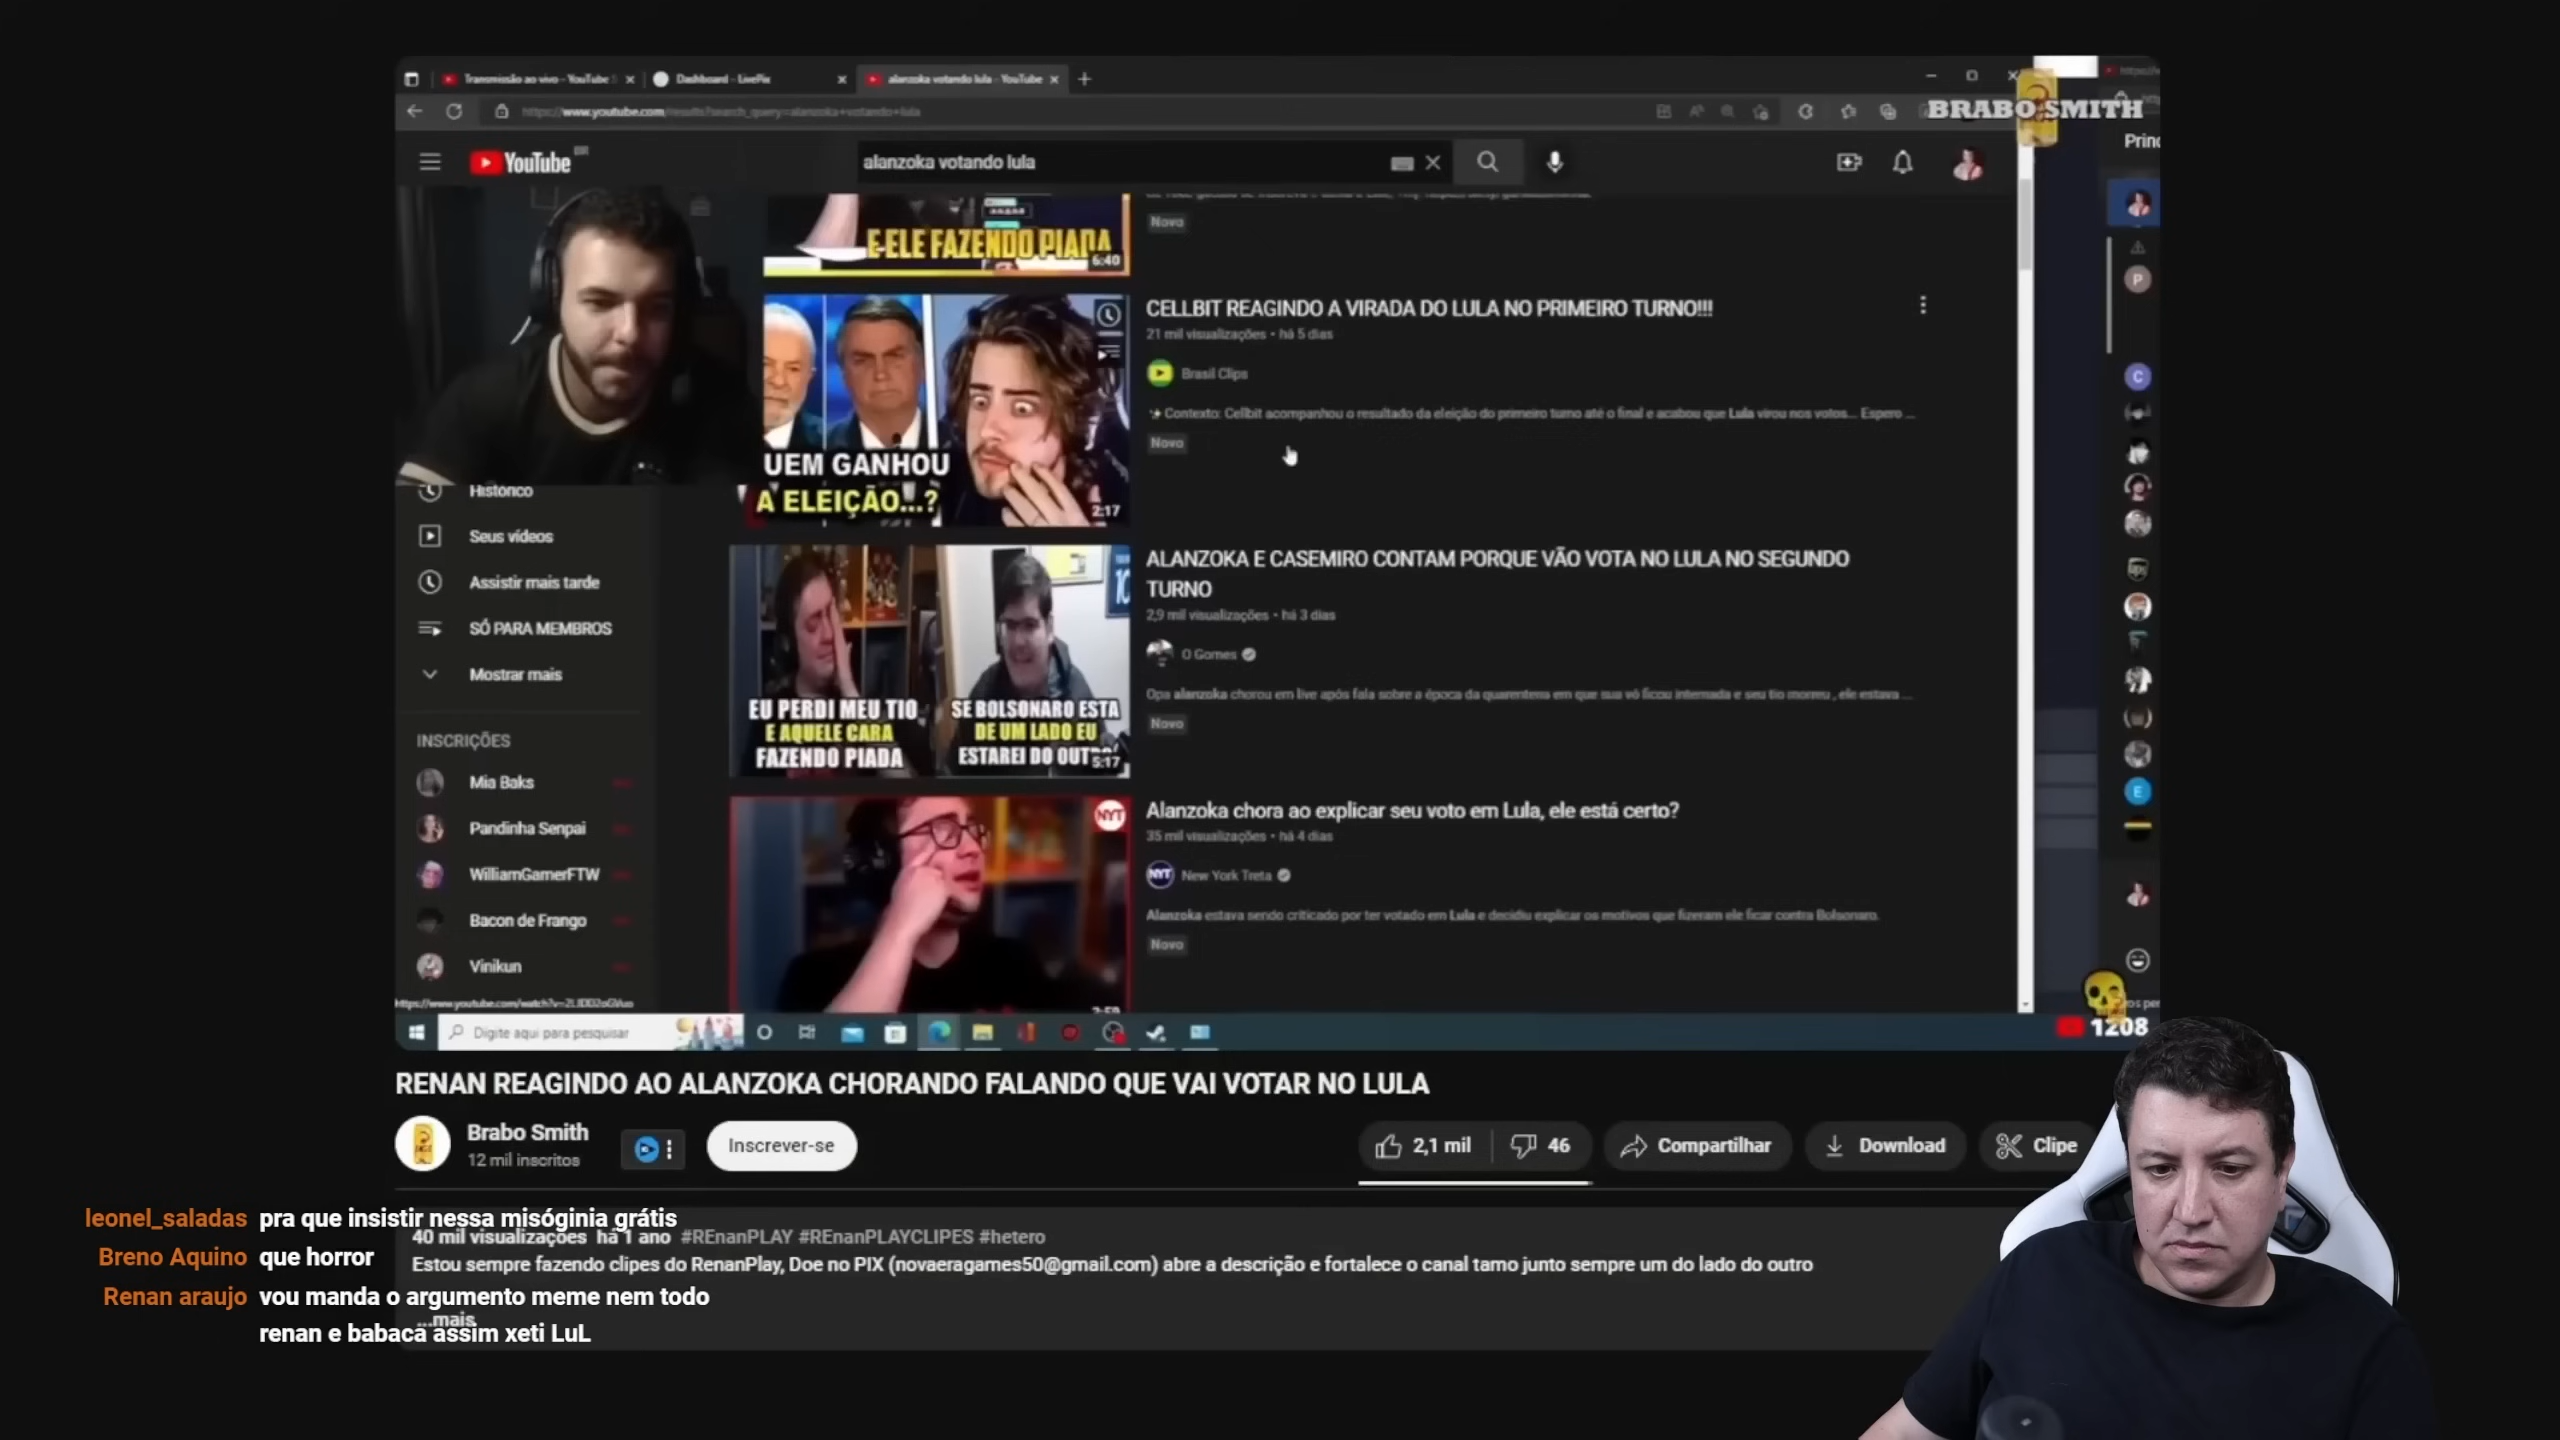 Transmissão ao vivo - YouTube
Dashboard - LivePix
alanzoka votando lula - YouTube
https://www.youtube.com/results?search_query=alanzoka+votando+lula
BRABO SMITH
YouTube BR
alanzoka votando lula
Princ
E ELE FAZENDO PIADA
6:40
Novo
CELLBIT REAGINDO A VIRADA DO LULA NO PRIMEIRO TURNO!!!
21 mil visualizações • há 5 dias
Brasil Clips
Contexto: Cellbit acompanhou o resultado da eleição do primeiro turno até o final e acabou que Lula virou nos votos... Espero ...
Novo
UEM GANHOU
A ELEIÇÃO...?
2:17
Histórico
Seus vídeos
Assistir mais tarde
SÓ PARA MEMBROS
Mostrar mais
INSCRIÇÕES
Mia Baks
Pandinha Senpai
WilliamGamerFTW
Bacon de Frango
Vinikun
ALANZOKA E CASEMIRO CONTAM PORQUE VÃO VOTA NO LULA NO SEGUNDO
TURNO
2,9 mil visualizações • há 3 dias
O Gomes
Opa alanzoka chorou em live após fala sobre a época da quarentena em que sua vó ficou internada e seu tio morreu , ele estava ...
Novo
EU PERDI MEU TIO
E AQUELE CARA
FAZENDO PIADA
SE BOLSONARO ESTA
DE UM LADO EU
ESTAREI DO OUT
5:17
NYT
Alanzoka chora ao explicar seu voto em Lula, ele está certo?
35 mil visualizações • há 4 dias
NYT
New York Treta
Alanzoka estava sendo criticado por ter votado em Lula e decidiu explicar os motivos que fizeram ele ficar contra Bolsonaro.
Novo
P
C
E
Digite aqui para pesquisar
1208
RENAN REAGINDO AO ALANZOKA CHORANDO FALANDO QUE VAI VOTAR NO LULA
Brabo Smith
12 mil inscritos
Inscrever-se
2,1 mil
46
Compartilhar
Download
Clipe
leonel_saladas pra que insistir nessa misóginia grátis
40 mil visualizações há 1 ano #REnanPLAY #REnanPLAYCLIPES #hetero
Breno Aquino que horror
Estou sempre fazendo clipes do RenanPlay, Doe no PIX (novaeragames50@gmail.com) abre a descrição e fortalece o canal tamo junto sempre um do lado do outro
Renan araujo vou manda o argumento meme nem todo
...mais
renan e babaca assim xeti LuL